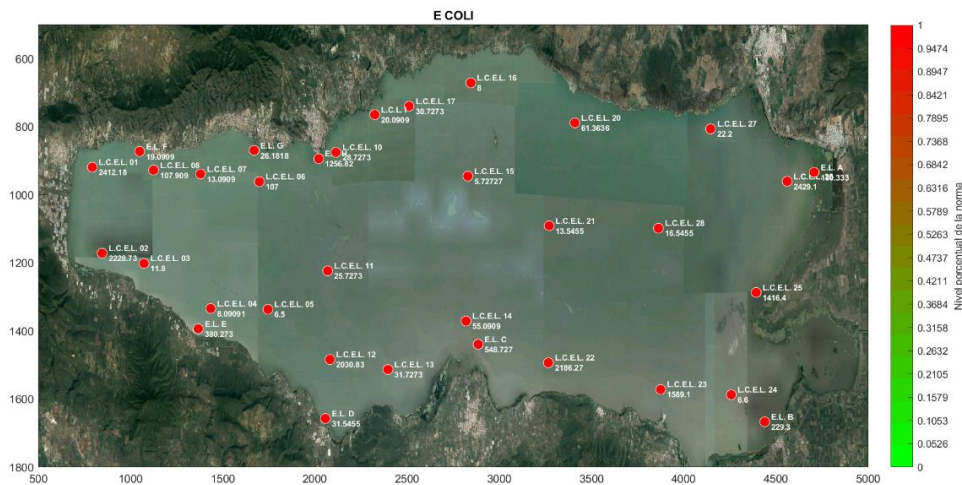 E COLI
600
800
1000
1200
1400
1600
1800
500
1000
1500
2000
2500
3000
3500
4000
4500
5000
L.C.E.L. 16
8
L.C.E.L. 17
30.7273
L.C.L.
20.0909
L.C.E.L. 20
61.3636
L.C.E.L. 27
22.2
E.L. F
19.0909
E.L. G
26.1818
L.C.E.L. 10
28.7273
1256.82
L.C.E.L. 01
2412.18
L.C.E.L. 08
107.909
L.C.E.L. 07
13.0909
L.C.E.L. 06
107
L.C.E.L. 15
5.72727
E.L. A
L.C.E.L.
2429.1
L.C.E.L. 21
13.5455
L.C.E.L. 28
16.5455
L.C.E.L. 02
2228.73
L.C.E.L. 03
11.8
L.C.E.L. 11
25.7273
L.C.E.L. 25
1416.4
L.C.E.L. 04
8.09091
L.C.E.L. 05
6.5
E.L. E
380.273
L.C.E.L. 14
55.0909
E.L. C
548.727
L.C.E.L. 12
2030.83
L.C.E.L. 13
31.7273
L.C.E.L. 22
2186.27
L.C.E.L. 23
1589.1
L.C.E.L. 24
6.6
E.L. D
31.5455
E.L. B
229.3
1
0.9474
0.8947
0.8421
0.7895
0.7368
0.6842
0.6316
0.5789
0.5263
0.4737
0.4211
0.3684
0.3158
0.2632
0.2105
0.1579
0.1053
0.0526
0
Nivel porcentual de la norma